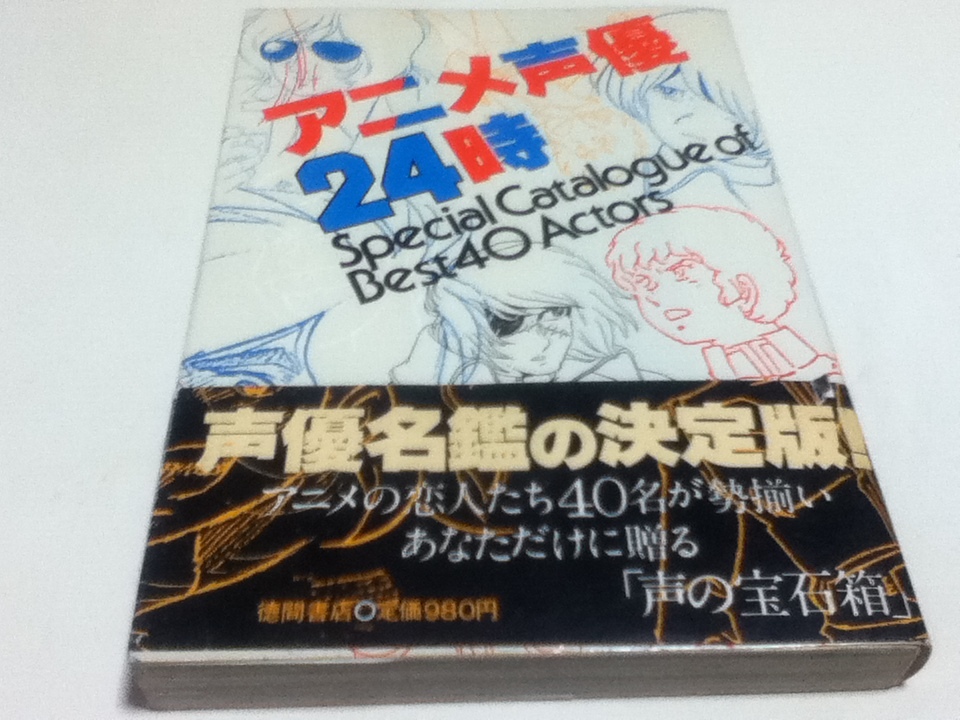 アニメ声優
24時
Special Catalogue of
Best 40 Actors
声優名鑑の決定版!
アニメの恋人たち40名が勢揃い
あなただけに贈る
「声の宝石箱」
徳間書店◎定価980円